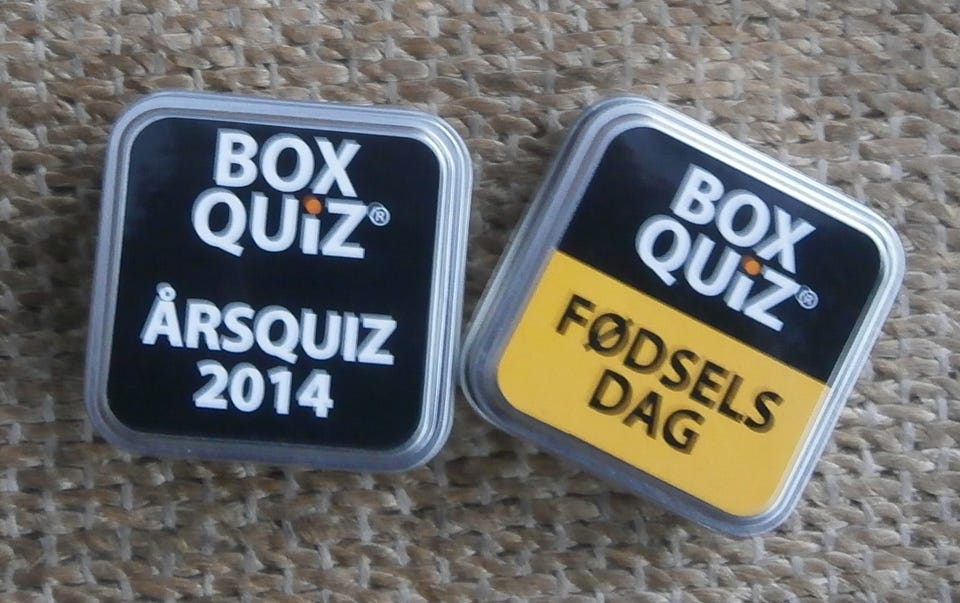 BOX
QUiZ®
ÅRSQUIZ
2014
BOX
QUiZ®
FØDSELS
DAG